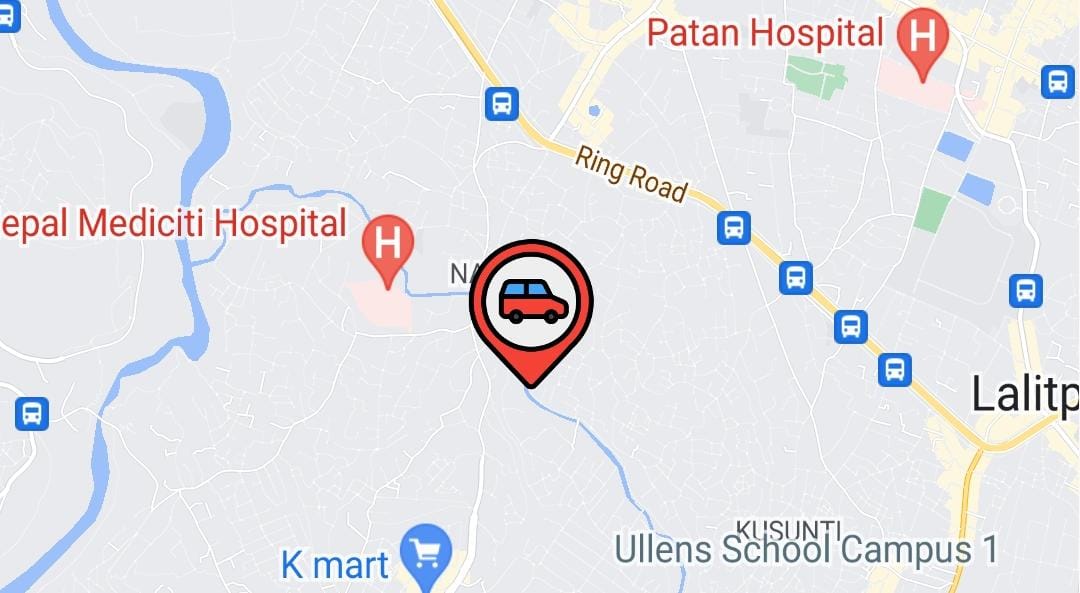 Patan Hospital
H
Ring Road
epal Mediciti Hospital
H
NA
Lalitp
KUSUNTI
Ullens School Campus 1
K mart